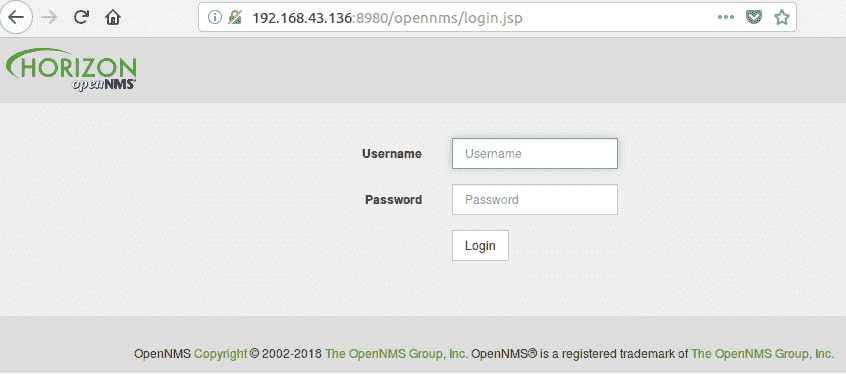 192.168.43.136:8980/opennms/login.jsp
HORIZON
openNMS
Username
Username
Password
Password
Login
OpenNMS Copyright © 2002-2018 The OpenNMS Group, Inc. OpenNMS® is a registered trademark of The OpenNMS Group, Inc.